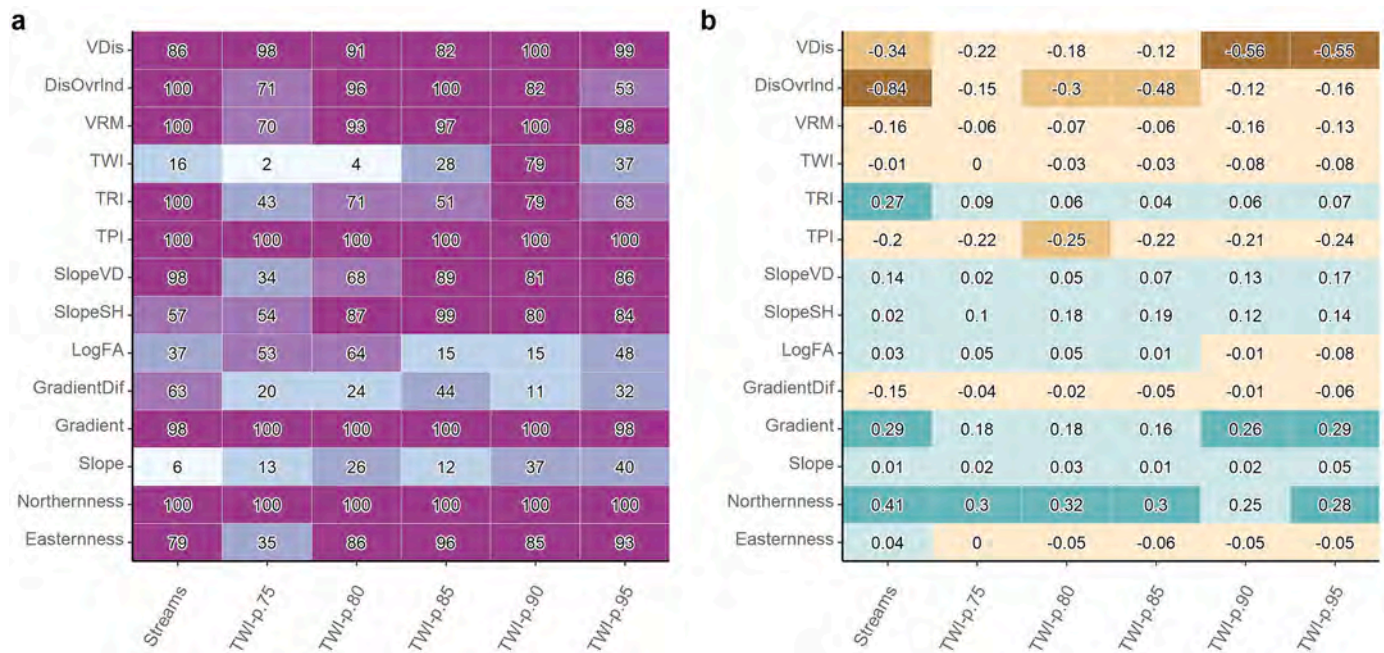 a
VDis 86 98 91 82 100 99
DisOvrInd 100 71 96 100 82 53
VRM 100 70 93 97 100 98
TWI 16 2 4 28 79 37
TRI 100 43 71 51 79 63
TPI 100 100 100 100 100 100
SlopeVD 98 34 68 89 81 86
SlopeSH 57 54 87 99 80 84
LogFA 37 53 64 15 15 48
GradientDif 63 20 24 44 11 32
Gradient 98 100 100 100 100 98
Slope 6 13 26 12 37 40
Northernness 100 100 100 100 100 100
Easternness 79 35 86 96 85 93
Streams TWI-p.75 TWI-p.80 TWI-p.85 TWI-p.90 TWI-p.95
b
VDis -0.34 -0.22 -0.18 -0.12 -0.56 -0.55
DisOvrInd -0.84 -0.15 -0.3 -0.48 -0.12 -0.16
VRM -0.16 -0.06 -0.07 -0.06 -0.16 -0.13
TWI -0.01 0 -0.03 -0.03 -0.08 -0.08
TRI 0.27 0.09 0.06 0.04 0.06 0.07
TPI -0.2 -0.22 -0.25 -0.22 -0.21 -0.24
SlopeVD 0.14 0.02 0.05 0.07 0.13 0.17
SlopeSH 0.02 0.1 0.18 0.19 0.12 0.14
LogFA 0.03 0.05 0.05 0.01 -0.01 -0.08
GradientDif -0.15 -0.04 -0.02 -0.05 -0.01 -0.06
Gradient 0.29 0.18 0.18 0.16 0.26 0.29
Slope 0.01 0.02 0.03 0.01 0.02 0.05
Northernness 0.41 0.3 0.32 0.3 0.25 0.28
Easternness 0.04 0 -0.05 -0.06 -0.05 -0.05
Streams TWI-p.75 TWI-p.80 TWI-p.85 TWI-p.90 TWI-p.95